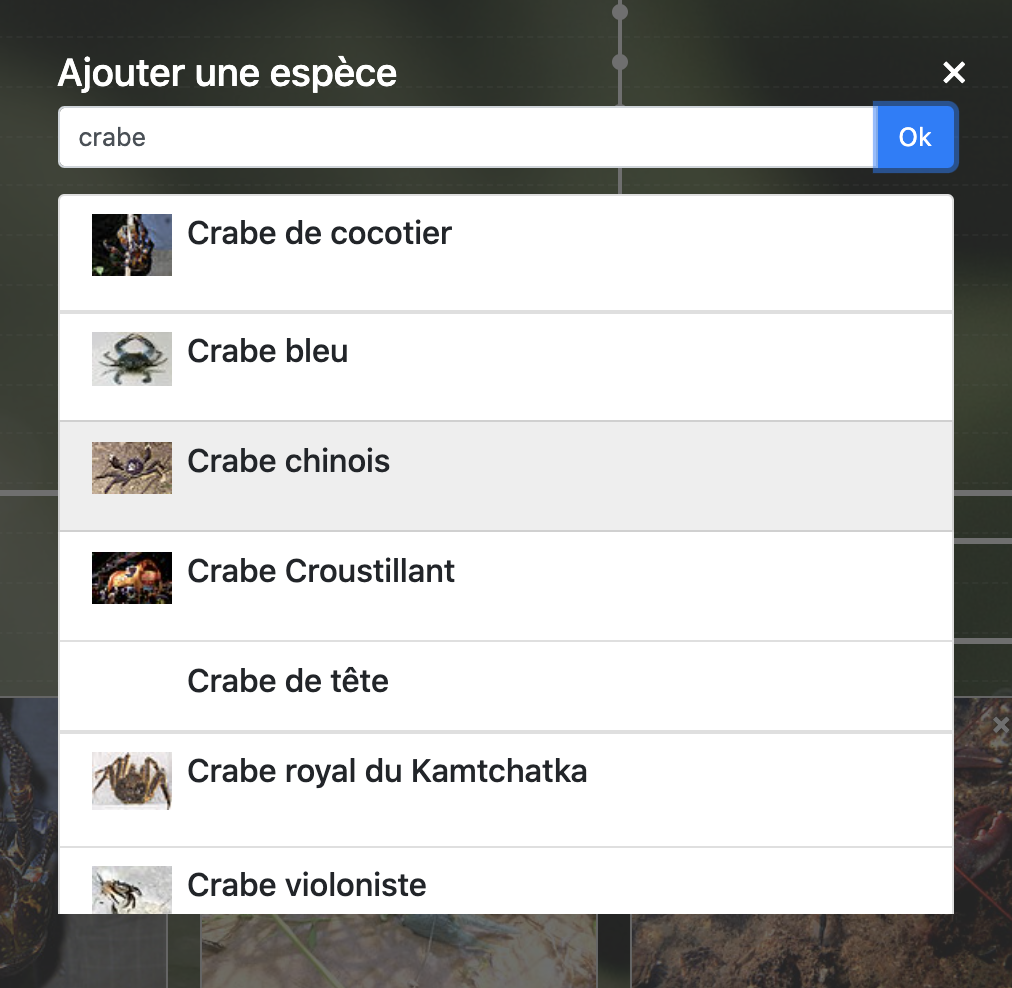 Ajouter une espèce
crabe
Ok
Crabe de cocotier
Crabe bleu
Crabe chinois
Crabe Croustillant
Crabe de tête
Crabe royal du Kamtchatka
Crabe violoniste